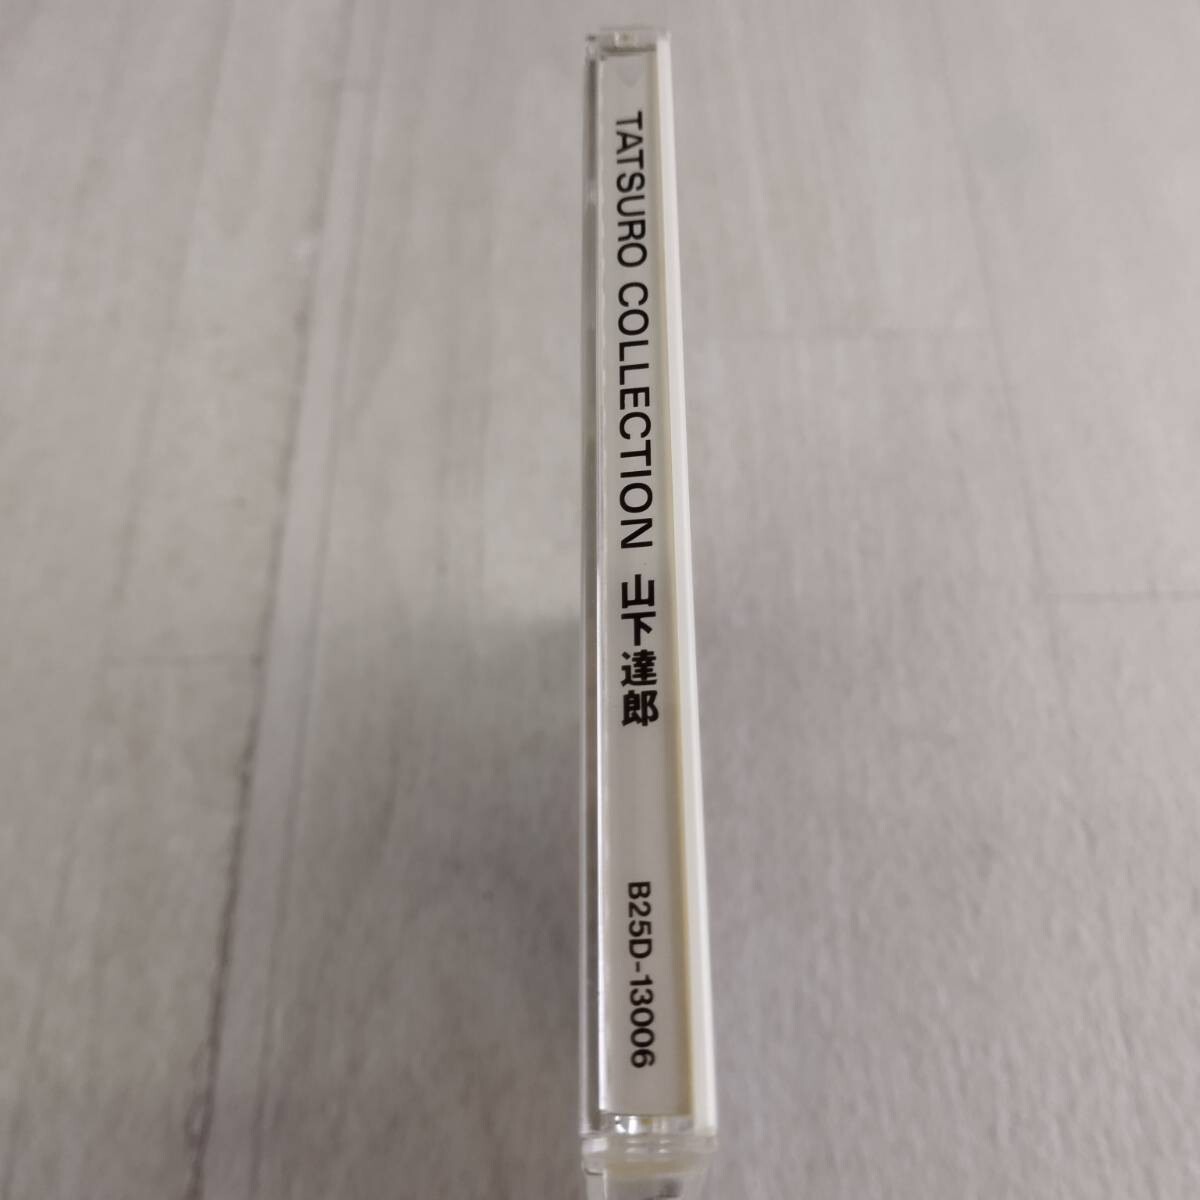 TATSURO COLLECTION 山下達郎 B25D-13006